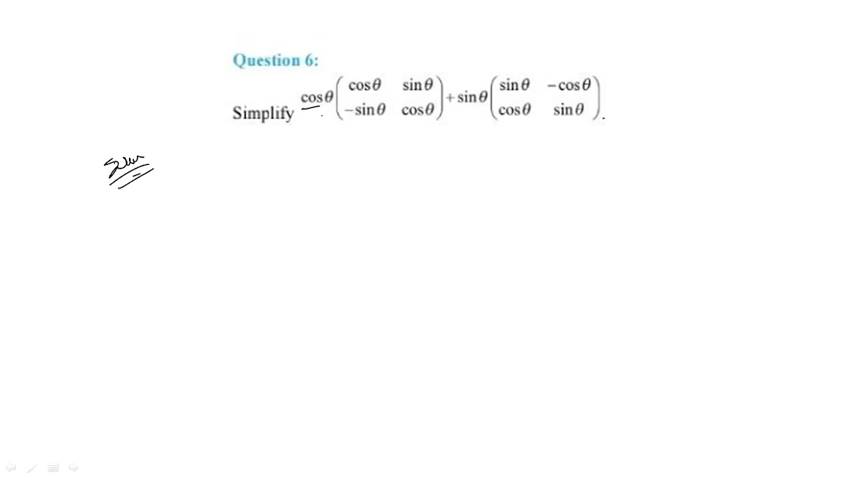 Question 6:
Simplify cosθ(cosθ sinθ -sinθ cosθ)+sinθ(sinθ -cosθ cosθ sinθ).